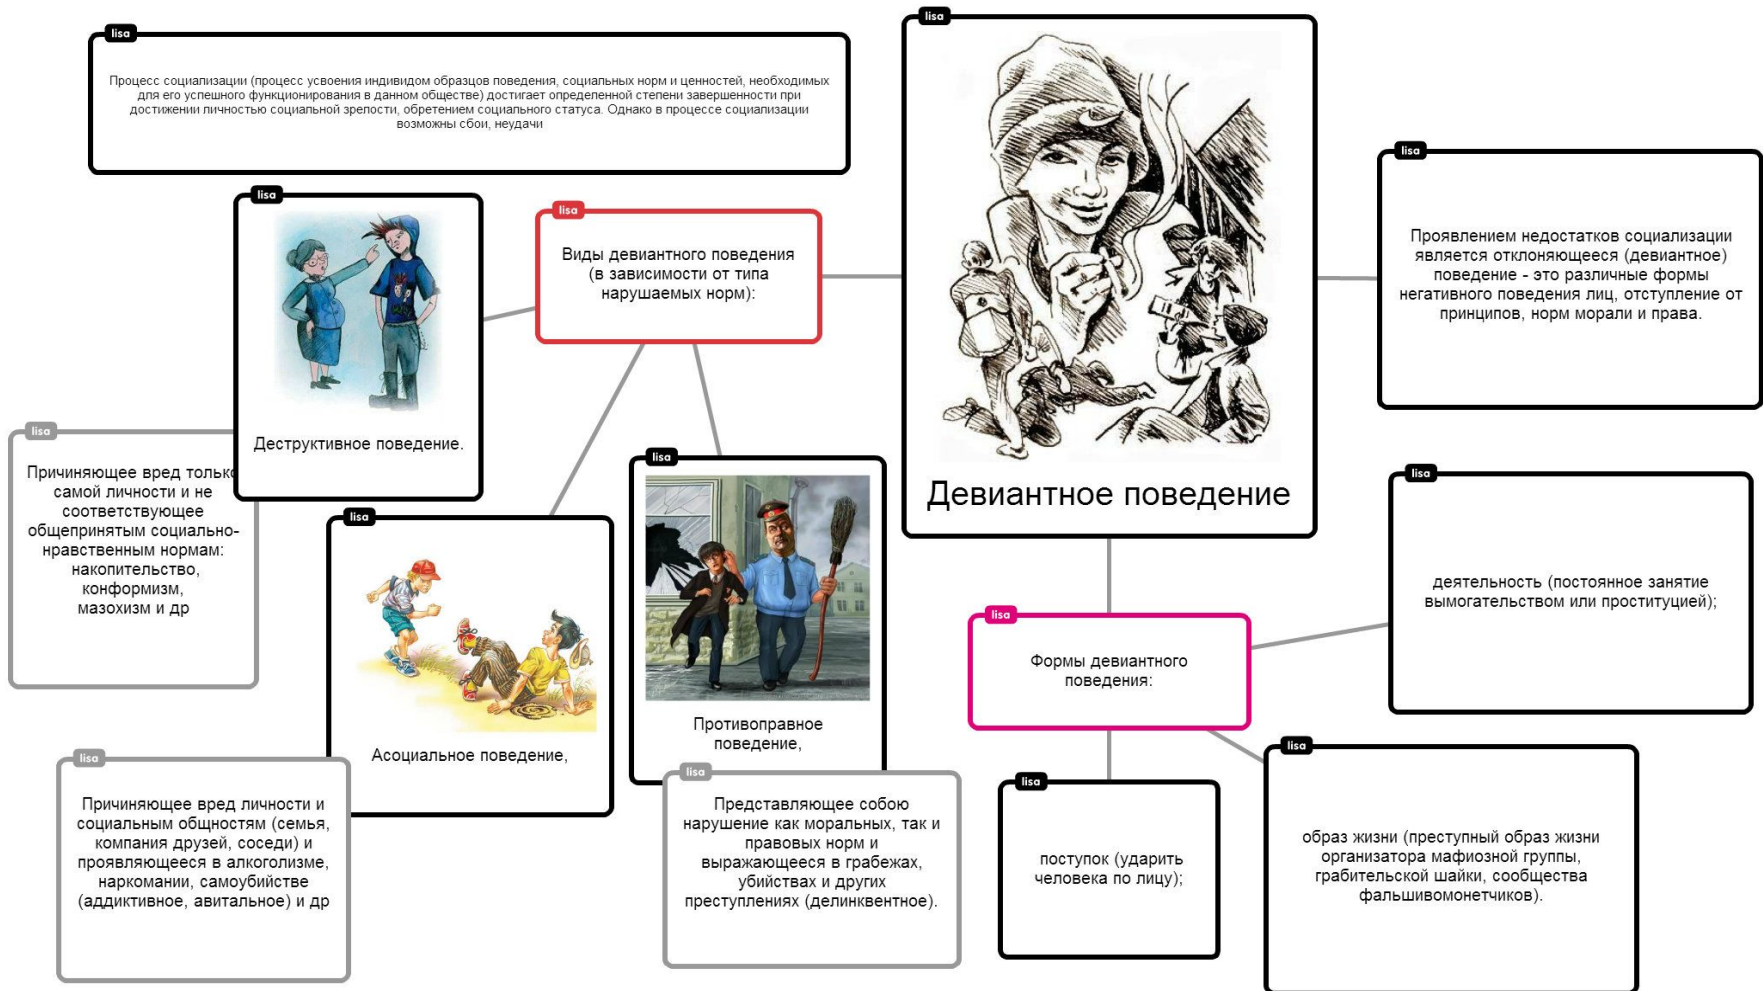 lisa
Процесс социализации (процесс усвоения индивидом образцов поведения, социальных норм и ценностей, необходимых
для его успешного функционирования в данном обществе) достигает определенной степени завершенности при
достижении личностью социальной зрелости, обретением социального статуса. Однако в процессе социализации
возможны сбои, неудачи
lisa
Девиантное поведение
lisa
Проявлением недостатков социализации
является отклоняющееся (девиантное)
поведение - это различные формы
негативного поведения лиц, отступление от
принципов, норм морали и права.
lisa
Виды девиантного поведения
(в зависимости от типа
нарушаемых норм):
lisa
Деструктивное поведение.
lisa
Причиняющее вред только
самой личности и не
соответствующее
общепринятым социально-
нравственным нормам:
накопительство,
конформизм,
мазохизм и др
lisa
Асоциальное поведение,
lisa
Причиняющее вред личности и
социальным общностям (семья,
компания друзей, соседи) и
проявляющееся в алкоголизме,
наркомании, самоубийстве
(аддиктивное, авитальное) и др
lisa
Противоправное
поведение,
lisa
Представляющее собою
нарушение как моральных, так и
правовых норм и
выражающееся в грабежах,
убийствах и других
преступлениях (делинквентное).
lisa
Формы девиантного
поведения:
lisa
деятельность (постоянное занятие
вымогательством или проституцией);
lisa
поступок (ударить
человека по лицу);
lisa
образ жизни (преступный образ жизни
организатора мафиозной группы,
грабительской шайки, сообщества
фальшивомонетчиков).